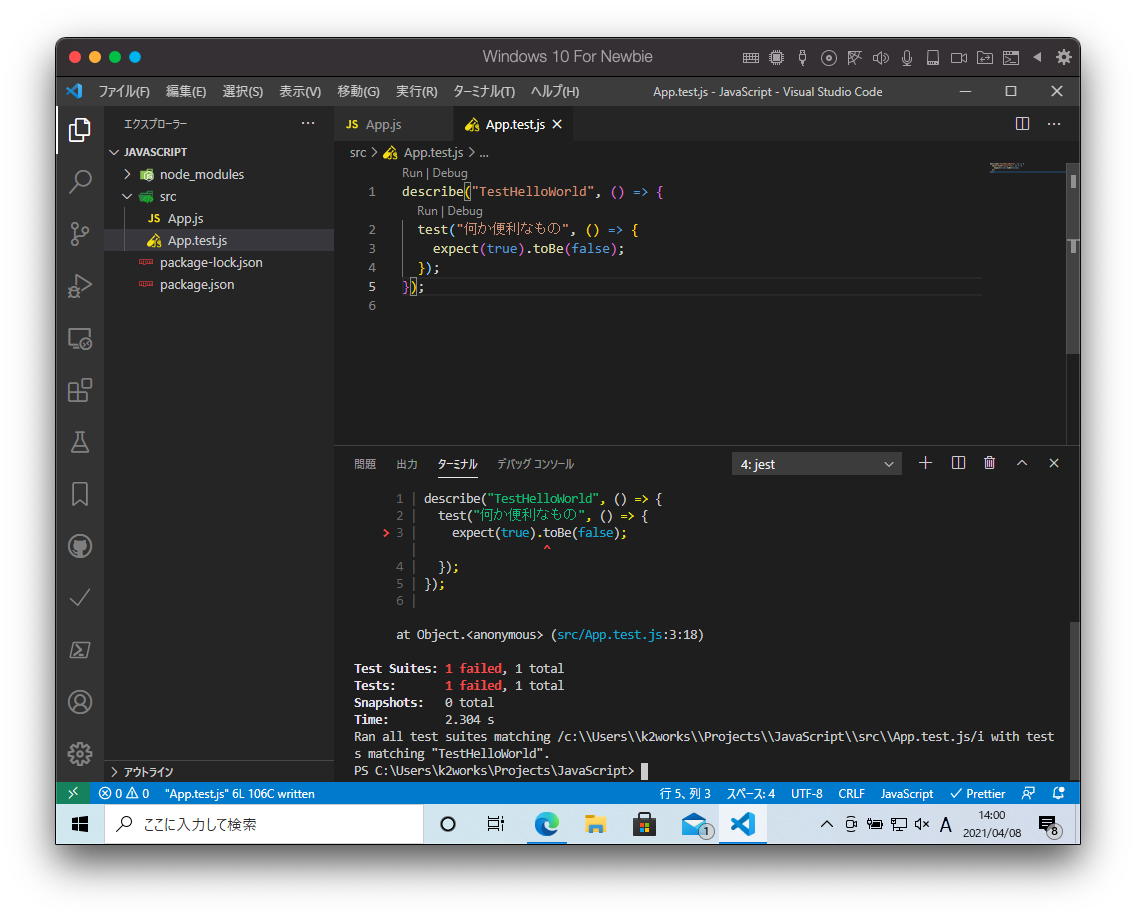 Windows 10 For Newbie
ファイル(F) 編集(E) 選択(S) 表示(V) 移動(G) 実行(R) ターミナル(T) ヘルプ(H) App.test.js - JavaScript - Visual Studio Code
エクスプローラー ...
JAVASCRIPT
node_modules
src
JS App.js
App.test.js
package-lock.json
package.json
アウトライン
JS App.js App.test.js
src > App.test.js > ...
Run | Debug
1 describe("TestHelloWorld", () => {
Run | Debug
2 test("何か便利なもの", () => {
3 expect(true).toBe(false);
4 });
5 });
6
問題 出力 ターミナル デバッグ コンソール 4: jest
1 | describe("TestHelloWorld", () => {
2 | test("何か便利なもの", () => {
> 3 | expect(true).toBe(false);
| ^
4 | });
5 | });
6 |
at Object.<anonymous> (src/App.test.js:3:18)
Test Suites: 1 failed, 1 total
Tests: 1 failed, 1 total
Snapshots: 0 total
Time: 2.304 s
Ran all test suites matching /c:\\Users\\k2works\\Projects\\JavaScript\\src\\App.test.js/i with test
s matching "TestHelloWorld".
PS C:\Users\k2works\Projects\JavaScript>
0 0 "App.test.js" 6L 106C written 行 5、列 3 スペース: 4 UTF-8 CRLF JavaScript Prettier
ここに入力して検索 1 A 14:00
2021/04/08 8